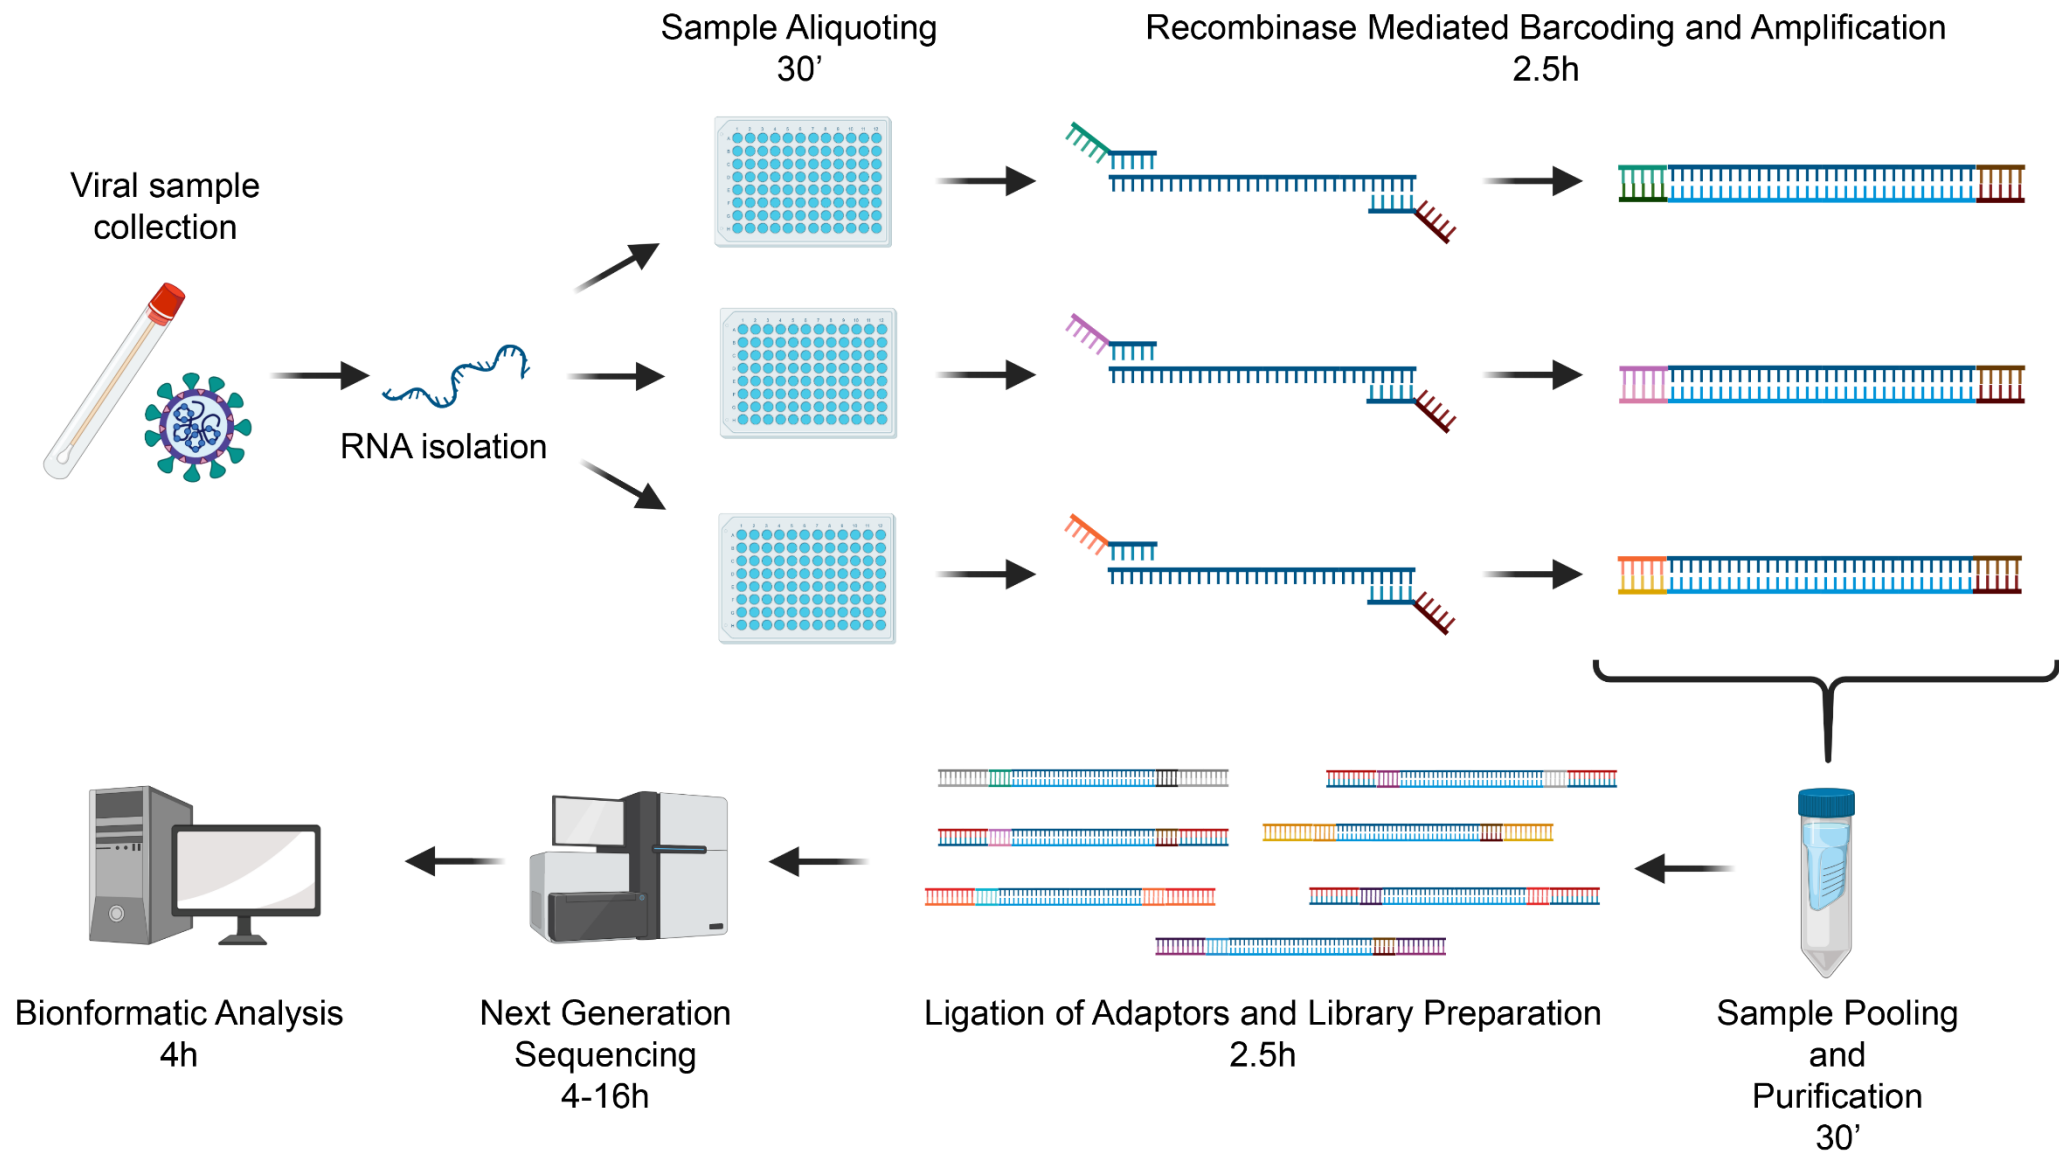 Sample Aliquoting
30’
Recombinase Mediated Barcoding and Amplification
2.5h
Viral sample
collection
RNA isolation
Bionformatic Analysis
4h
Next Generation
Sequencing
4-16h
Ligation of Adaptors and Library Preparation
2.5h
Sample Pooling
and
Purification
30’